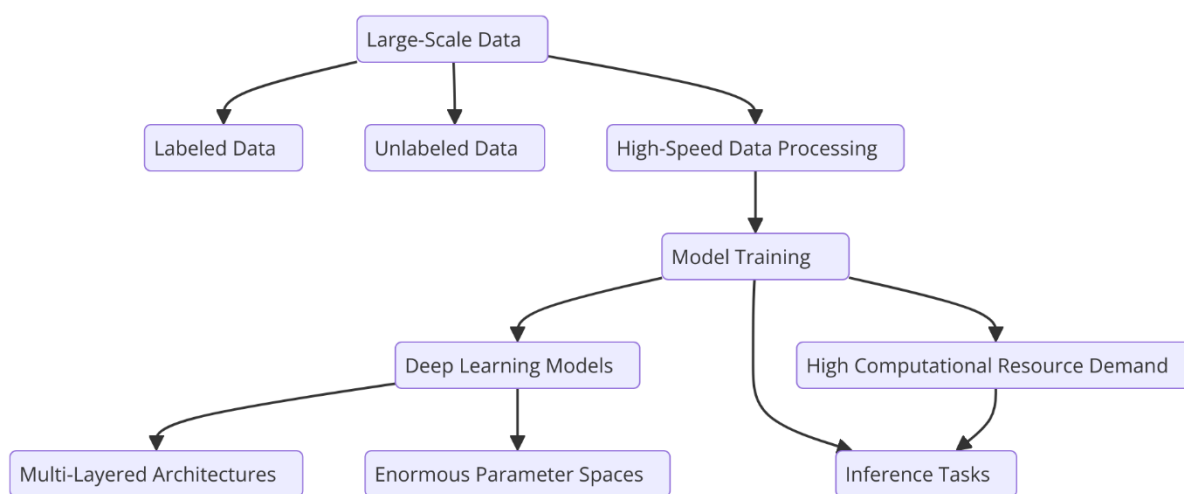 Large-Scale Data
Labeled Data
Unlabeled Data
High-Speed Data Processing
Model Training
Deep Learning Models
High Computational Resource Demand
Multi-Layered Architectures
Enormous Parameter Spaces
Inference Tasks